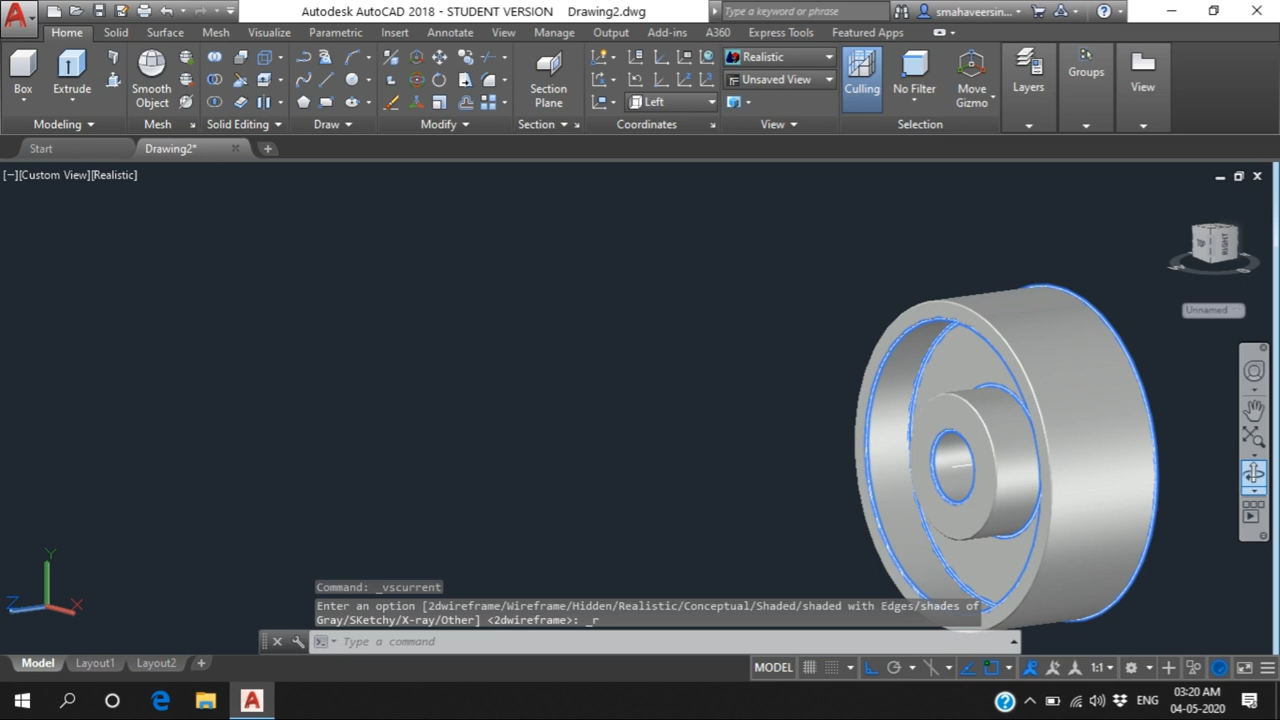 Autodesk AutoCAD 2018 - STUDENT VERSION Drawing2.dwg
Type a keyword or phrase
smahaveersin...
Home Solid Surface Mesh Visualize Parametric Insert Annotate View Manage Output Add-ins A360 Express Tools Featured Apps
Box
Extrude
Smooth
Object
Section
Plane
Realistic
Unsaved View
Left
Culling
No Filter
Move
Gizmo
Layers
Groups
View
Modeling
Mesh
Solid Editing
Draw
Modify
Section
Coordinates
View
Selection
Start
Drawing2*
[−][Custom View][Realistic]
RIGHT
Unnamed
Y
Z
X
Command: _vscurrent
Enter an option [2dwireframe/Wireframe/Hidden/Realistic/Conceptual/Shaded/shaded with Edges/shades of
Gray/SKetchy/X-ray/Other] <2dwireframe>: _r
Type a command
Model Layout1 Layout2
MODEL
1:1
ENG
03:20 AM
04-05-2020